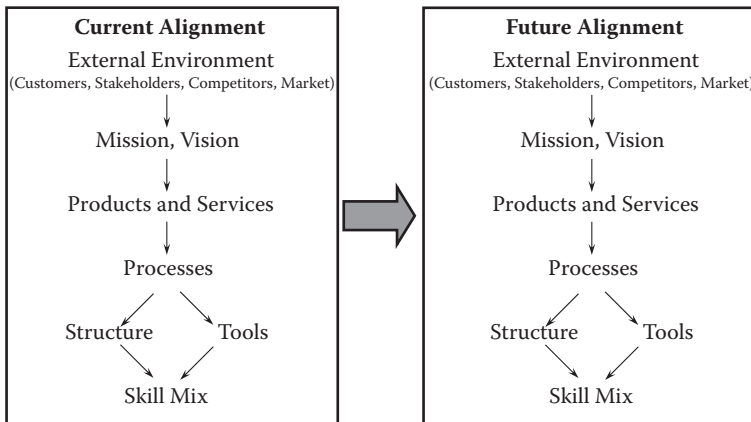 Current Alignment
External Environment
(Customers, Stakeholders, Competitors, Market)
Mission, Vision
Products and Services
Processes
Structure Tools
Skill Mix
Future Alignment
External Environment
(Customers, Stakeholders, Competitors, Market)
Mission, Vision
Products and Services
Processes
Structure Tools
Skill Mix